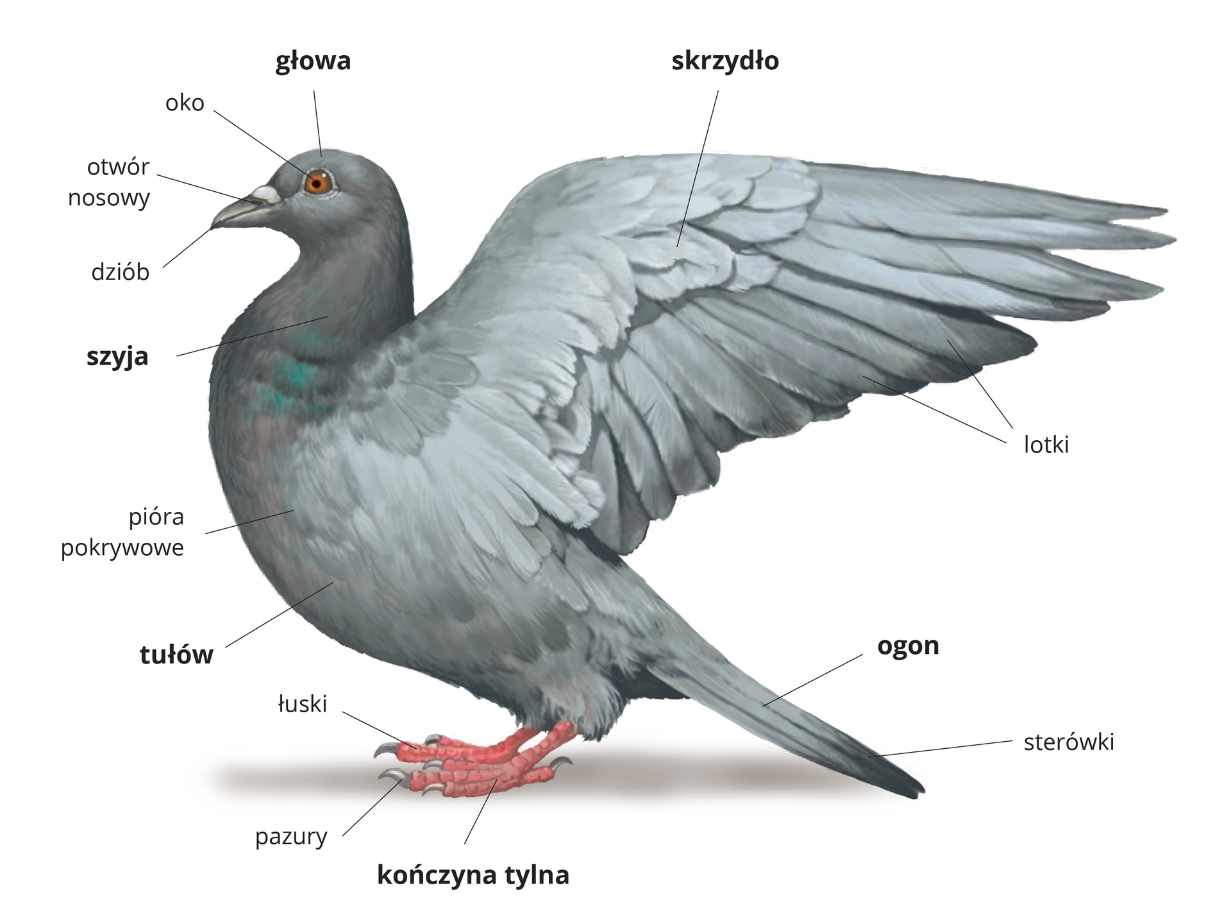 głowa
skrzydło
oko
otwór
nosowy
dziób
szyja
lotki
pióra
pokrywowe
tułów
ogon
łuski
sterówki
pazury
kończyna tylna